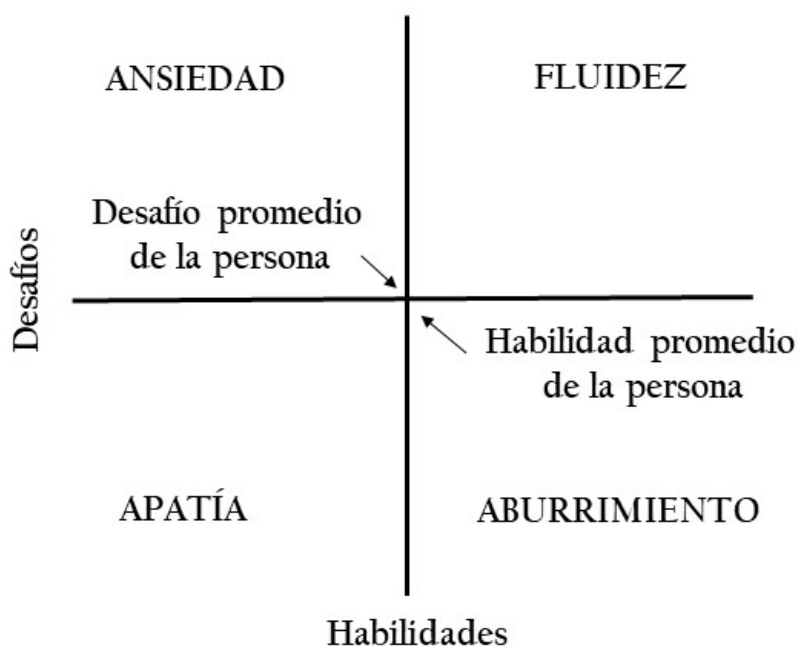 ANSIEDAD
FLUIDEZ
Desafío promedio
de la persona
Desafíos
Habilidad promedio
de la persona
APATÍA
ABURRIMIENTO
Habilidades